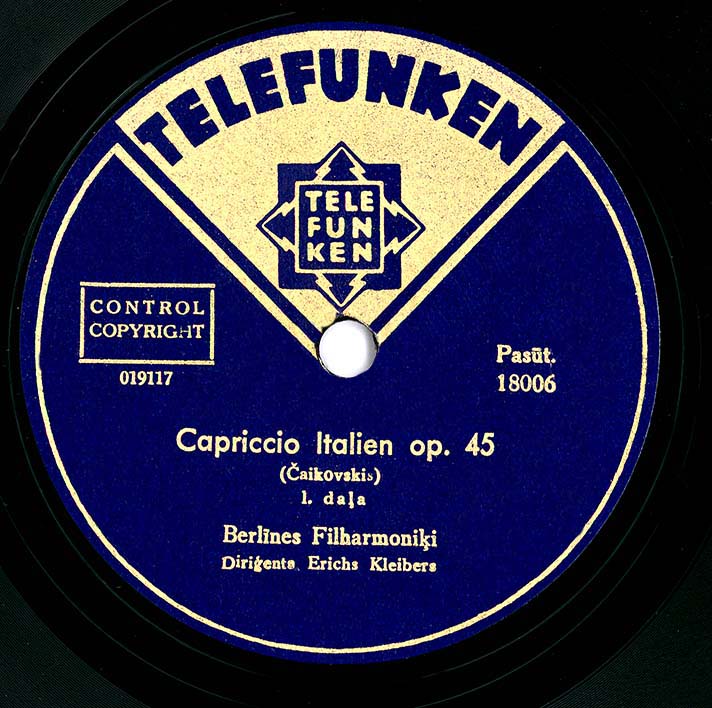 TELEFUNKEN
TELE
FUN
KEN
CONTROL
COPYRIGHT
019117
Pasūt.
18006
Capriccio Italien op. 45
(Čaikovskis)
1. daļa
Berlīnes Filharmoniķi
Diriģents Erichs Kleibers